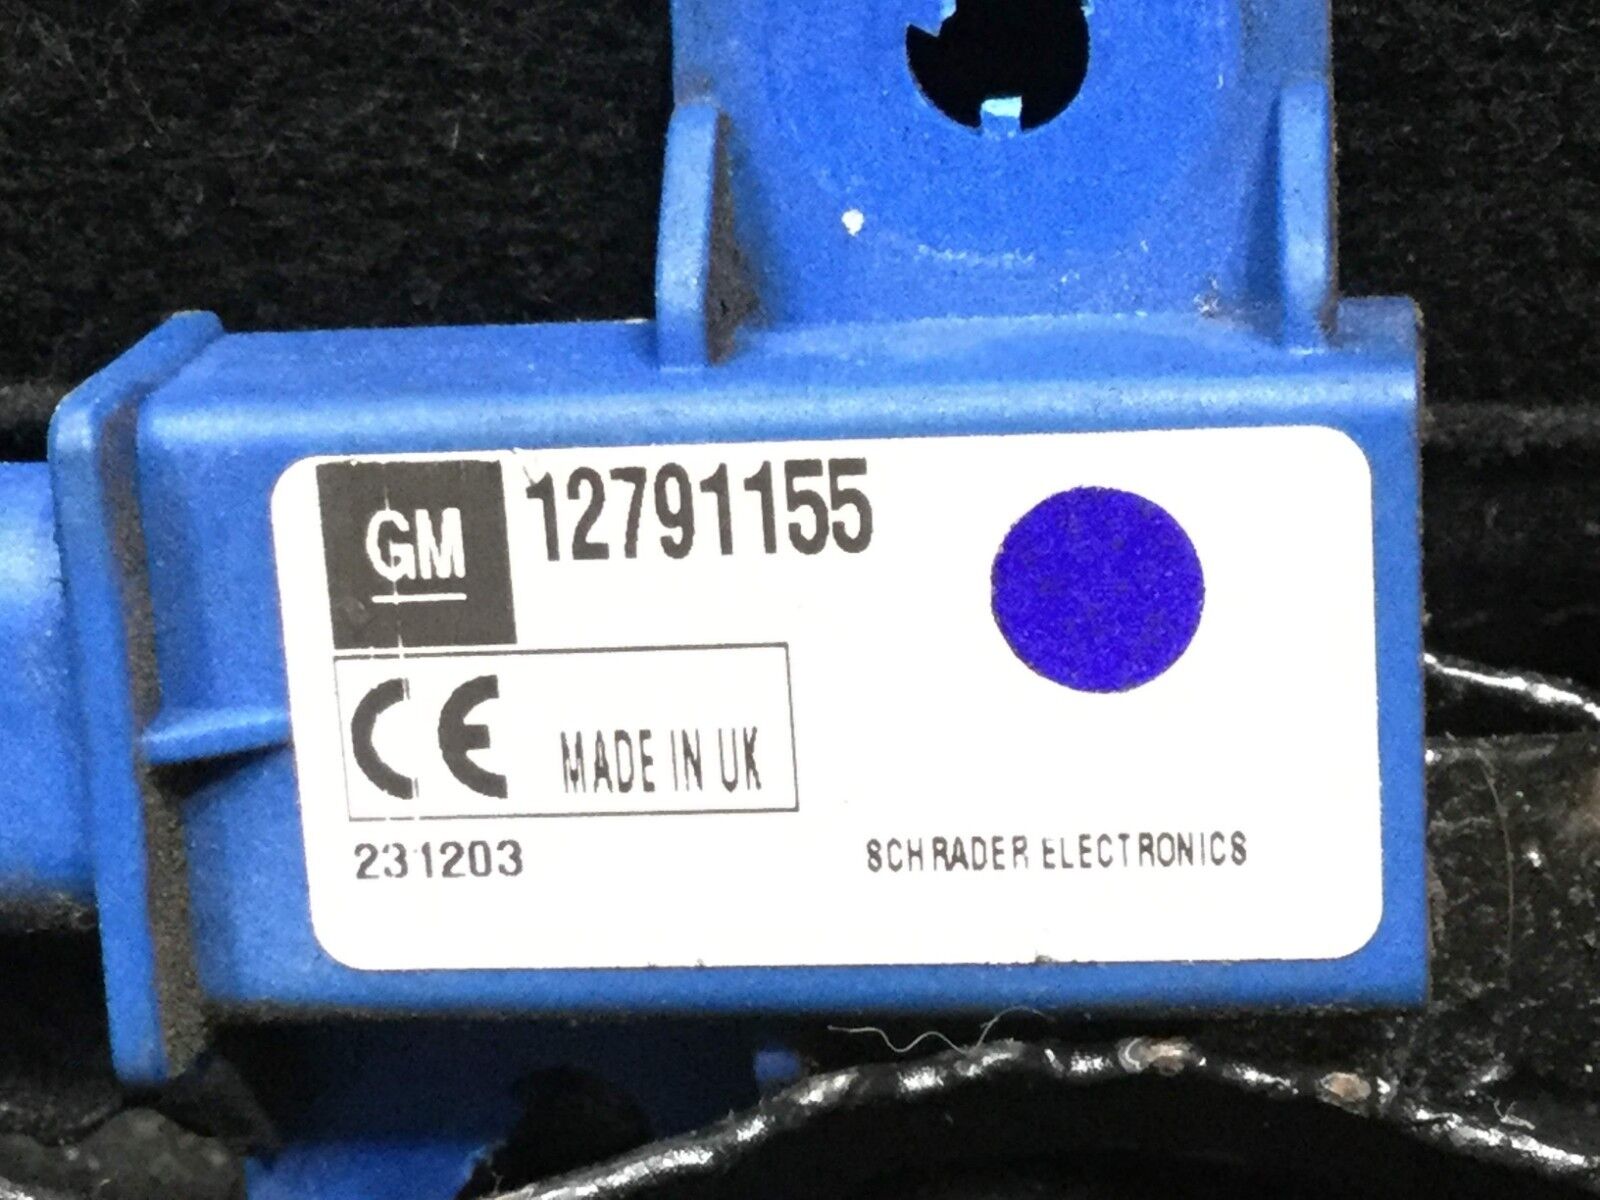 GM
12791155
CE
MADE IN UK
231203
SCHRADER ELECTRONICS